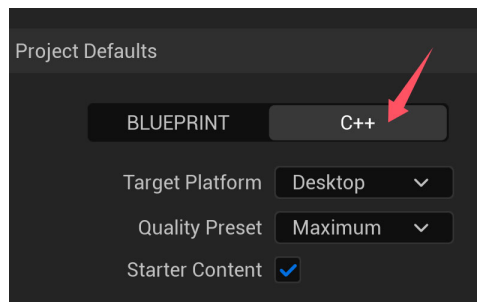 Project Defaults
BLUEPRINT C++
Target Platform Desktop
Quality Preset Maximum
Starter Content